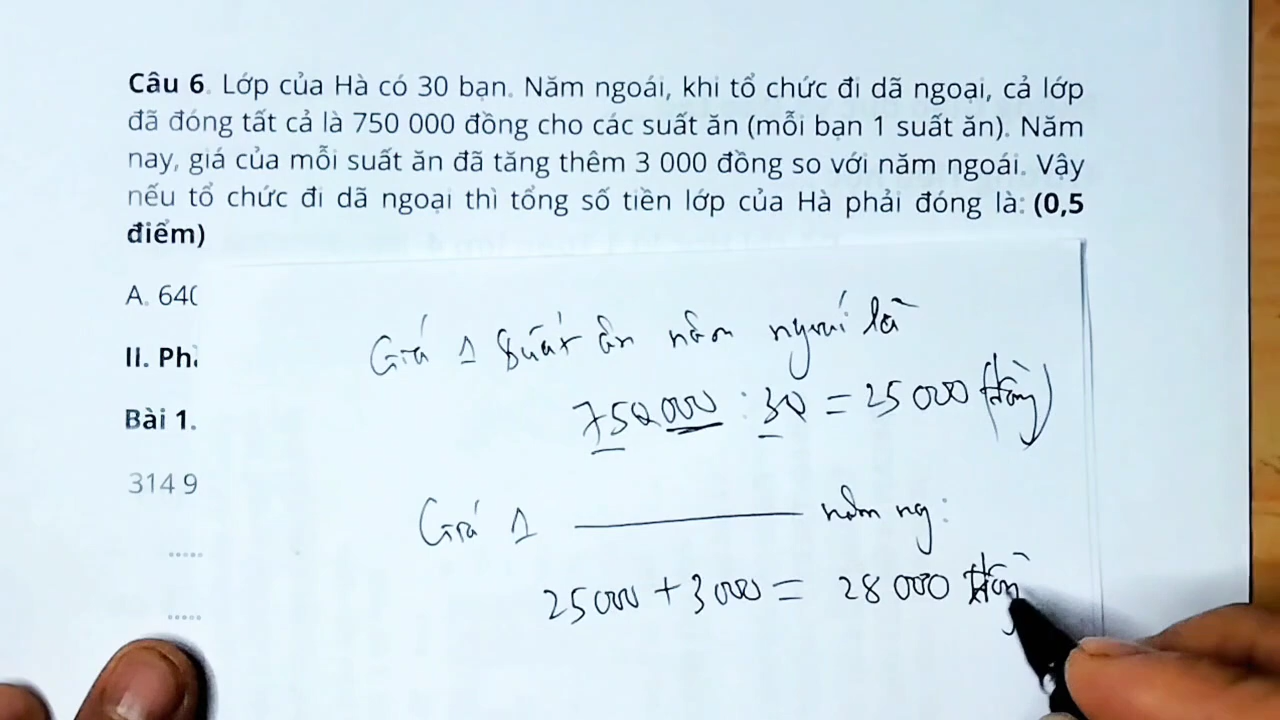 Câu 6. Lớp của Hà có 30 bạn. Năm ngoái, khi tổ chức đi dã ngoại, cả lớp
đã đóng tất cả là 750 000 đồng cho các suất ăn (mỗi bạn 1 suất ăn). Năm
nay, giá của mỗi suất ăn đã tăng thêm 3 000 đồng so với năm ngoái. Vậy
nếu tổ chức đi dã ngoại thì tổng số tiền lớp của Hà phải đóng là: (0,5
điểm)
A. 640
Giá 1 suất ăn năm ngoái là
II. Ph
750 000 : 30 = 25 000 (đồng)
Bài 1.
314 9
Giá 1 ——— năm ng:
.....
25 000 + 3 000 = 28 000 đồng
.....